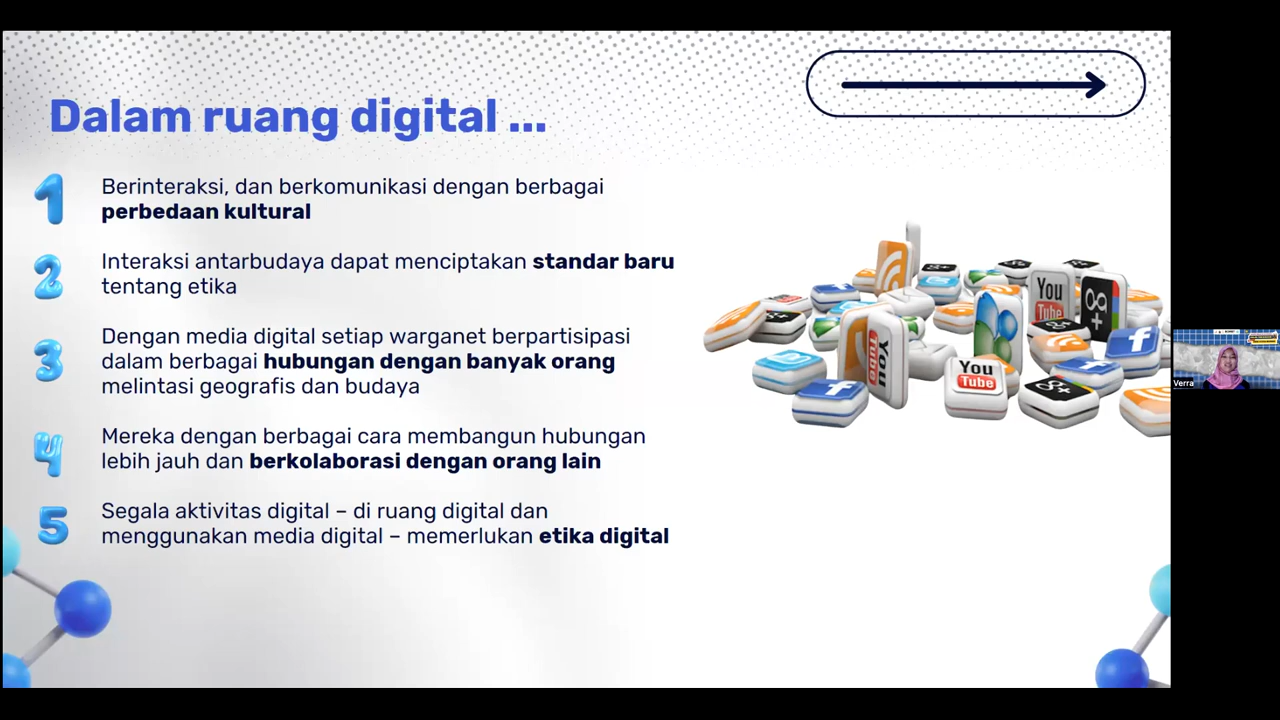 Dalam ruang digital ...
1
Berinteraksi, dan berkomunikasi dengan berbagai
perbedaan kultural
2
Interaksi antarbudaya dapat menciptakan standar baru
tentang etika
3
Dengan media digital setiap warganet berpartisipasi
dalam berbagai hubungan dengan banyak orang
melintasi geografis dan budaya
4
Mereka dengan berbagai cara membangun hubungan
lebih jauh dan berkolaborasi dengan orang lain
5
Segala aktivitas digital – di ruang digital dan
menggunakan media digital – memerlukan etika digital
You
Tube
You
Tube
You
Tube
Verra